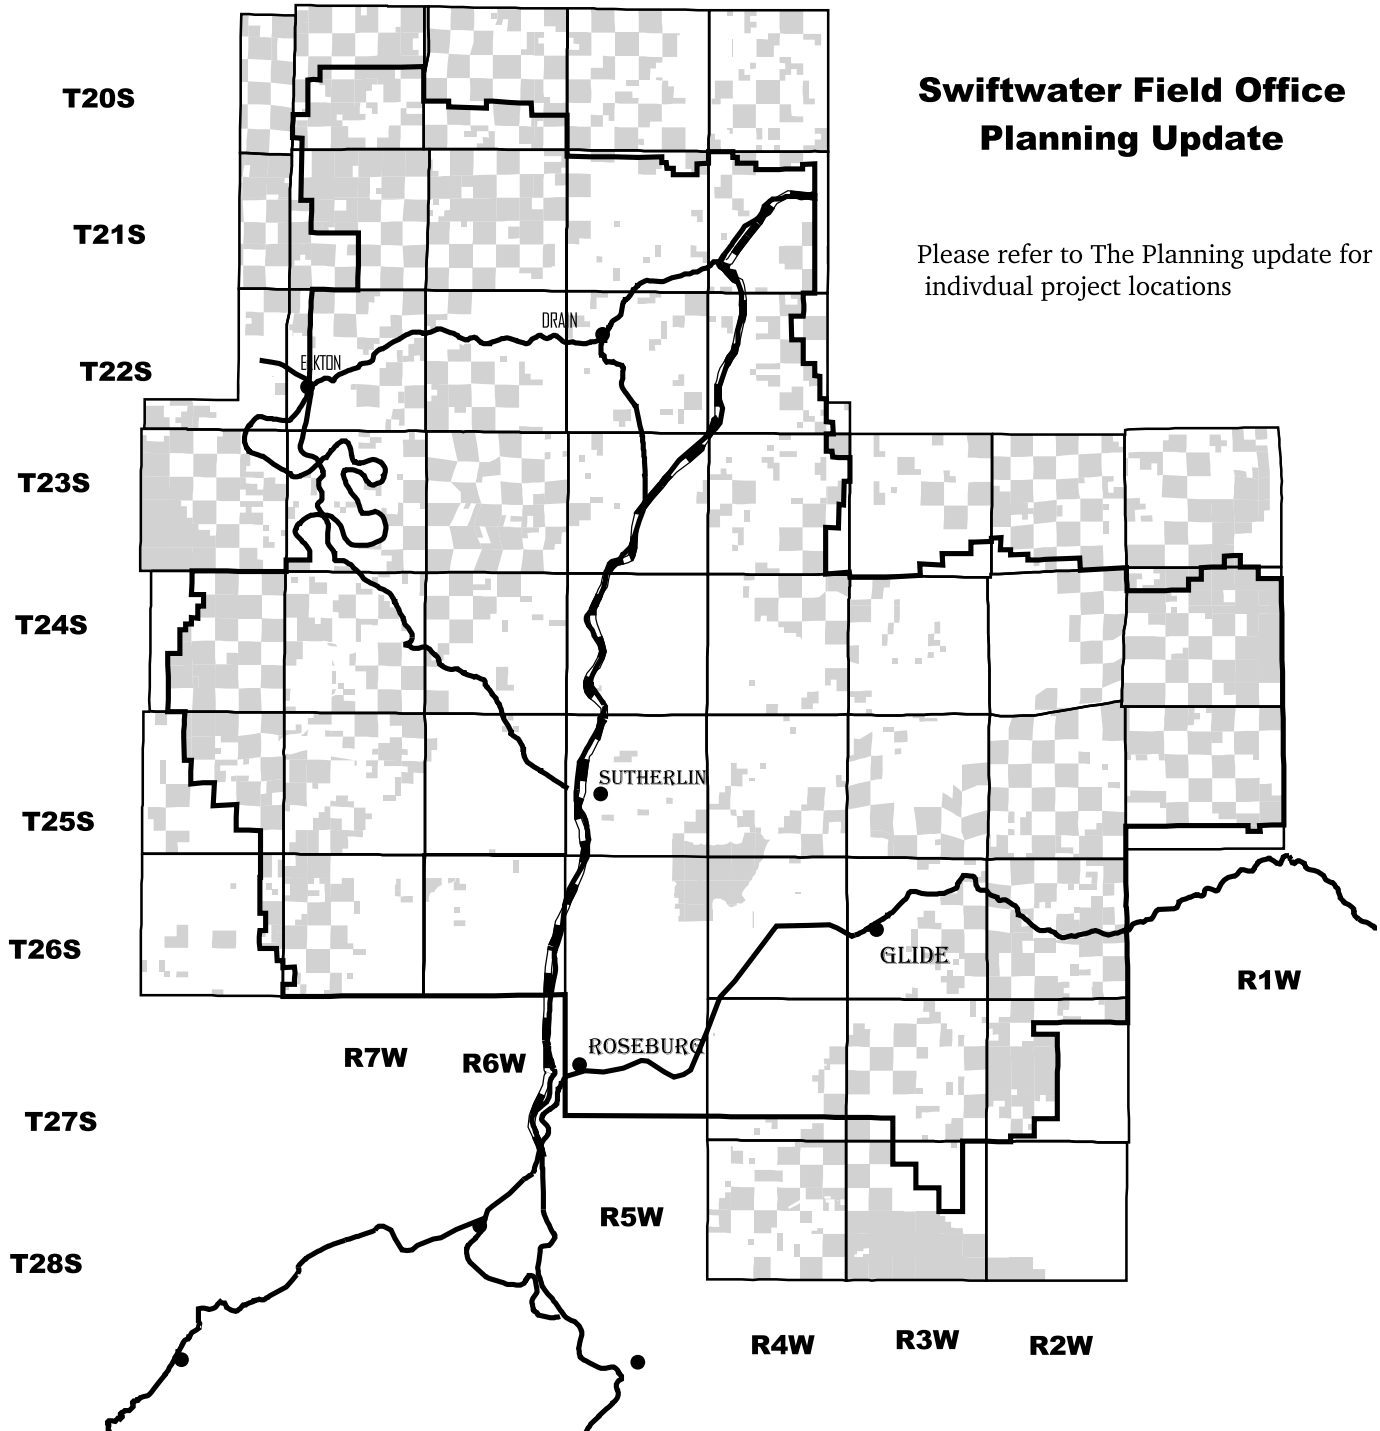 Swiftwater Field Office
Planning Update
T20S
T21S
Please refer to The Planning update for
indivdual project locations
DRAIN
T22S
ELKTON
T23S
T24S
SUTHERLIN
T25S
T26S
GLIDE
R1W
ROSEBURG
R7W
R6W
T27S
R5W
T28S
R4W
R3W
R2W